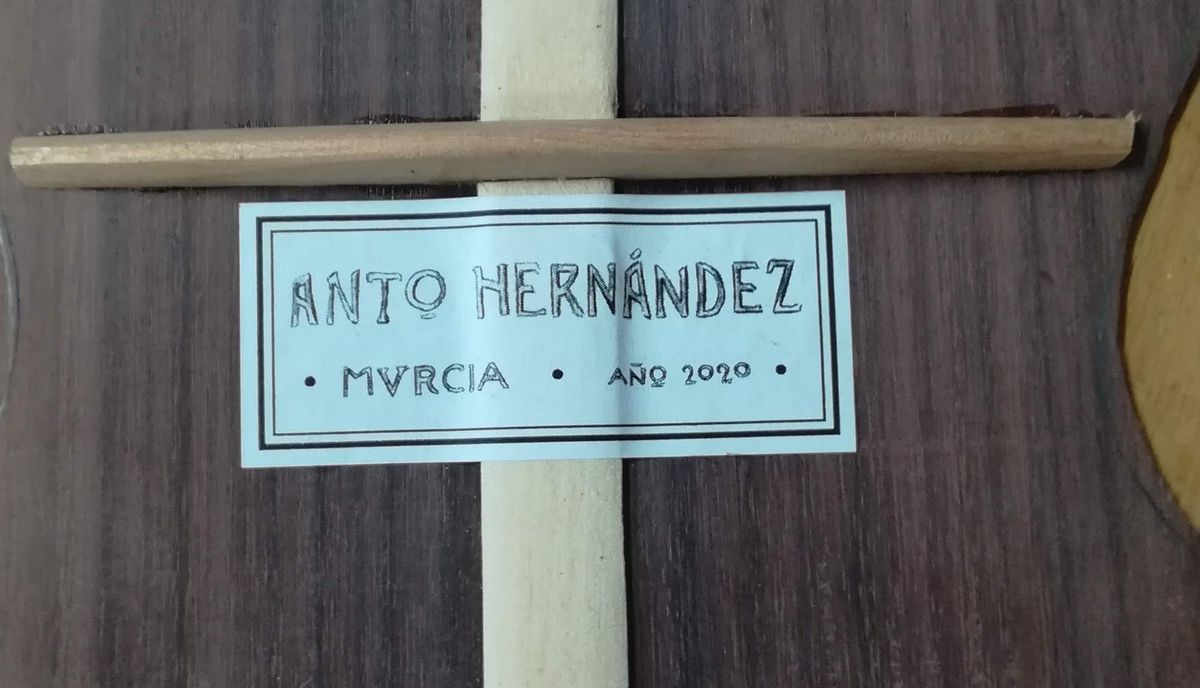 ANTO HERNÁNDEZ
• MVRCIA • AÑO 2020 •